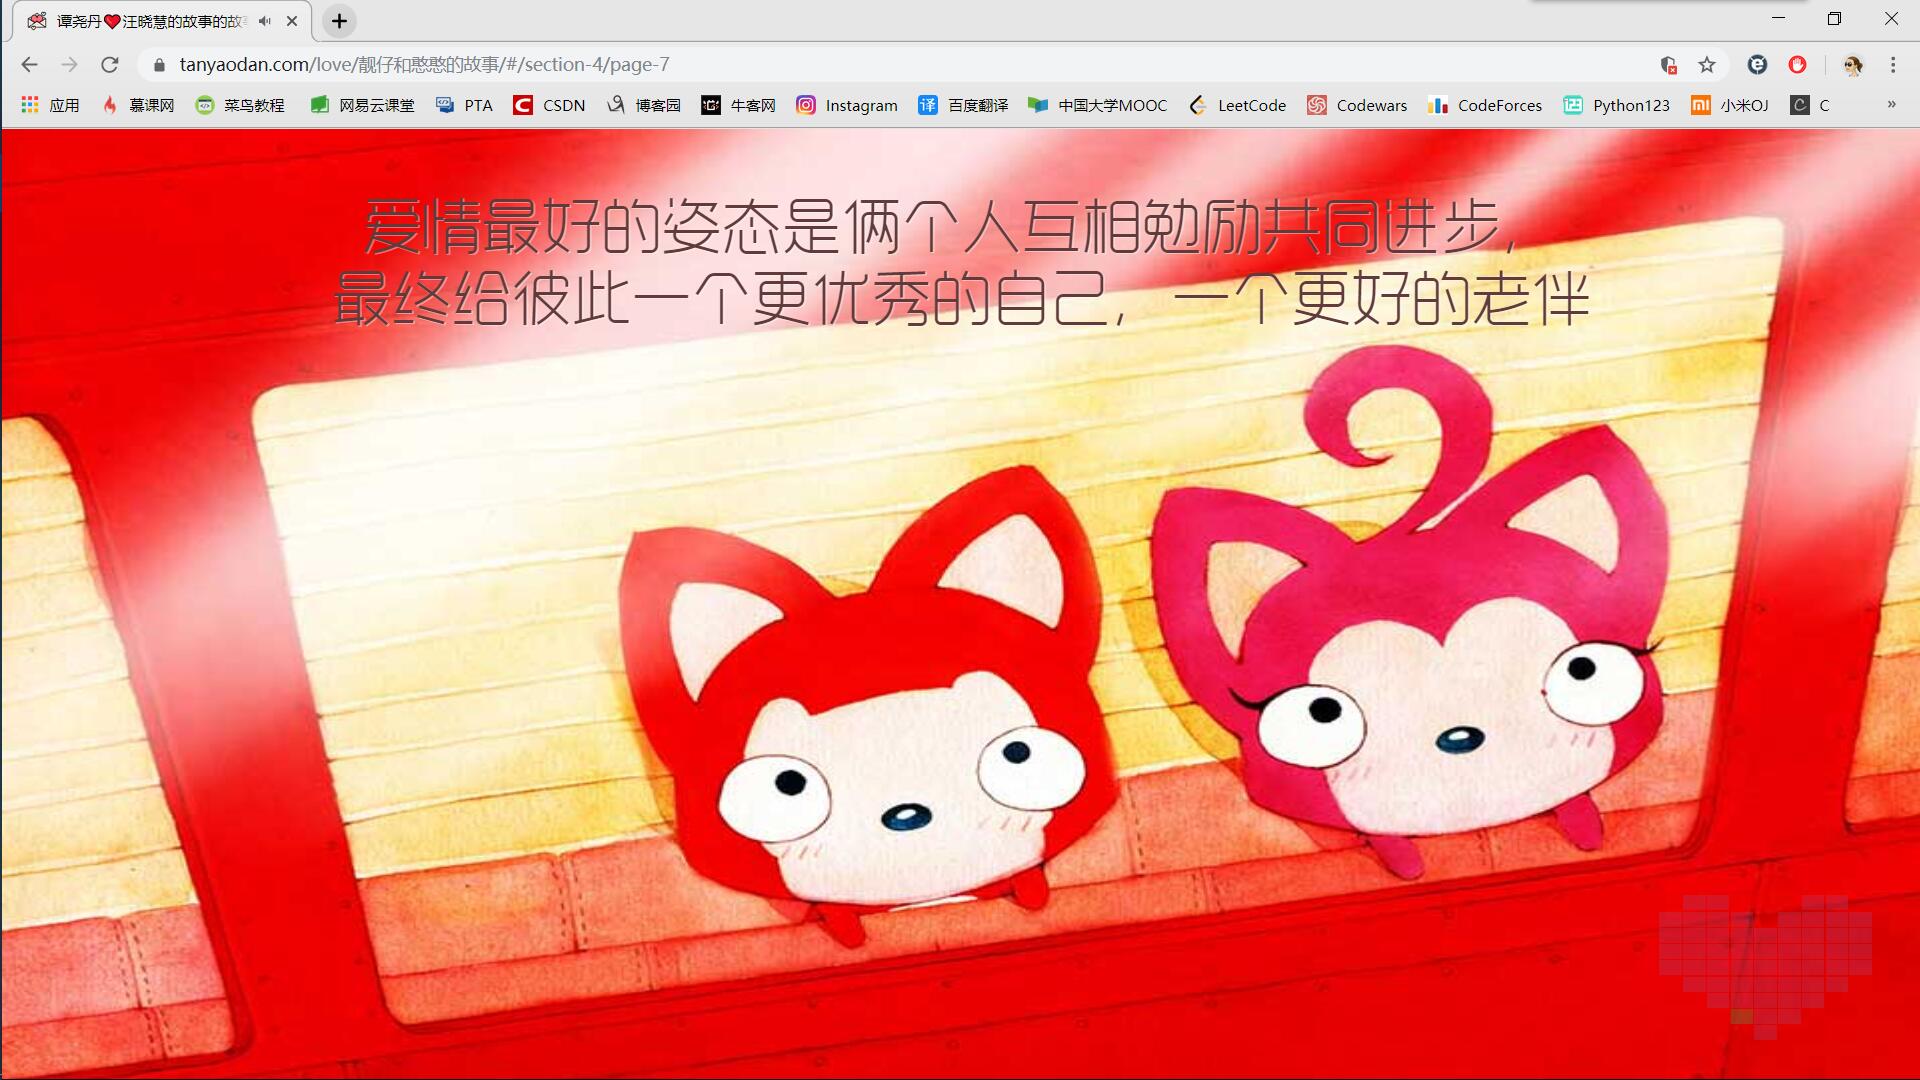 谭尧丹❤汪晓慧的故事的故
tanyaodan.com/love/靓仔和憨憨的故事/#/section-4/page-7
应用 慕课网 菜鸟教程 网易云课堂 PTA CSDN 博客园 牛客网 Instagram 百度翻译 中国大学MOOC LeetCode Codewars CodeForces Python123 小米OJ C
爱情最好的姿态是俩个人互相勉励共同进步,
最终给彼此一个更优秀的自己, 一个更好的老伴